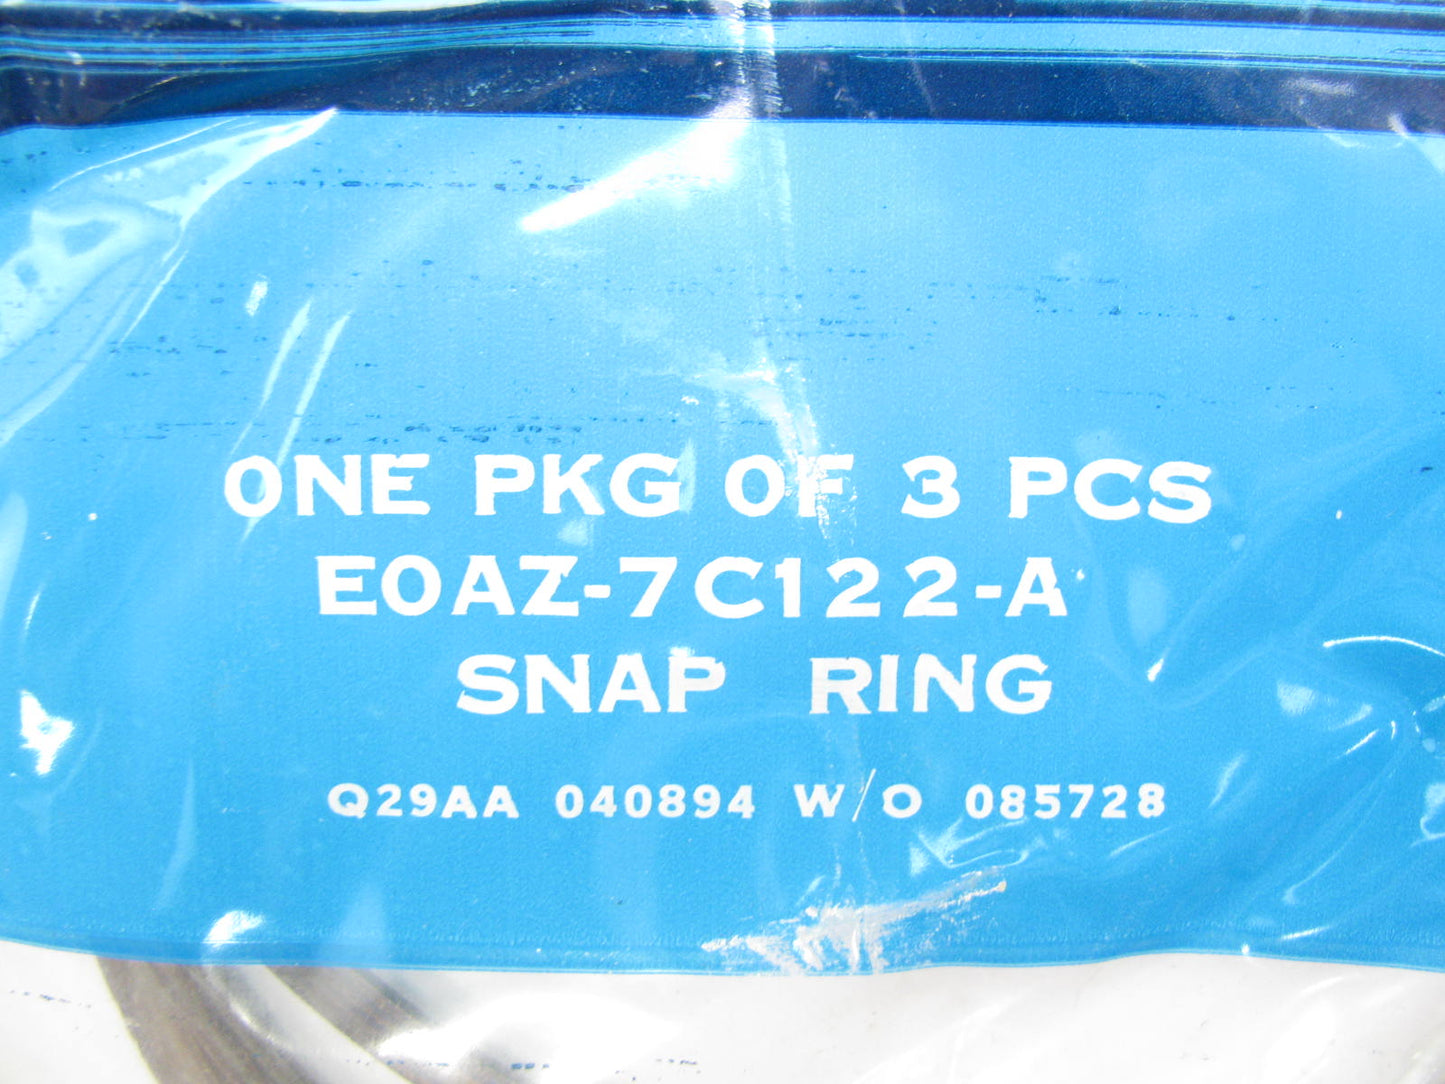 ONE PKG OF 3 PCS
E0AZ-7C122-A
SNAP RING
Q29AA 040894 W/O 085728